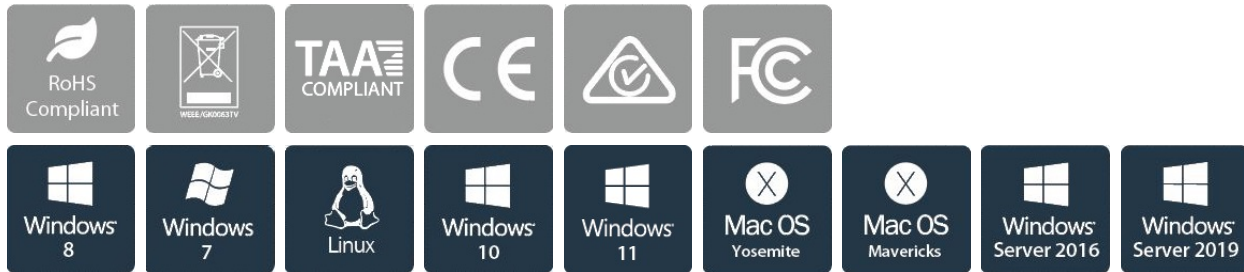 RoHS
Compliant
WEEE/GK0083TV
TAA
COMPLIANT
CE
FC
Windows
8
Windows
7
Linux
Windows
10
Windows
11
X
Mac OS
Yosemite
X
Mac OS
Mavericks
Windows
Server 2016
Windows
Server 2019